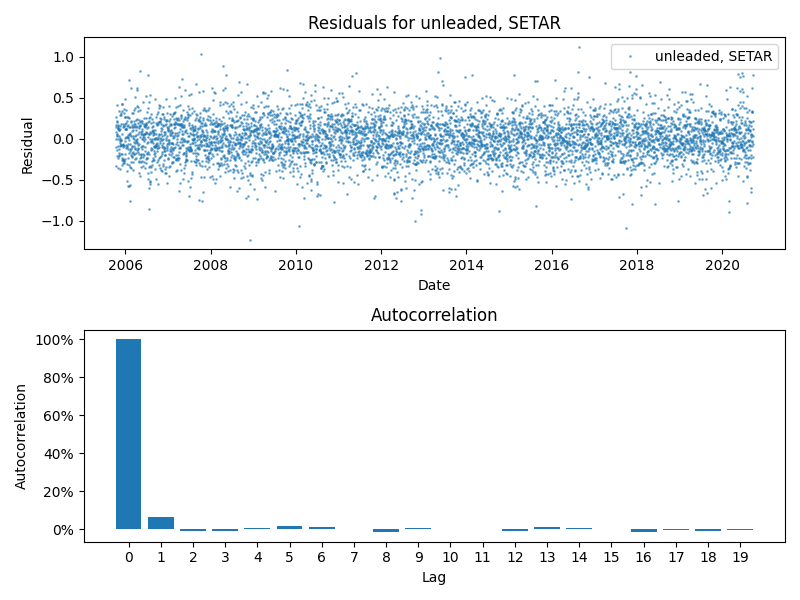 Residuals for unleaded, SETAR
1.0
0.5
0.0
−0.5
−1.0
Residual
unleaded, SETAR
2006 2008 2010 2012 2014 2016 2018 2020
Date
Autocorrelation
100%
80%
60%
40%
20%
0%
Autocorrelation
0 1 2 3 4 5 6 7 8 9 10 11 12 13 14 15 16 17 18 19
Lag